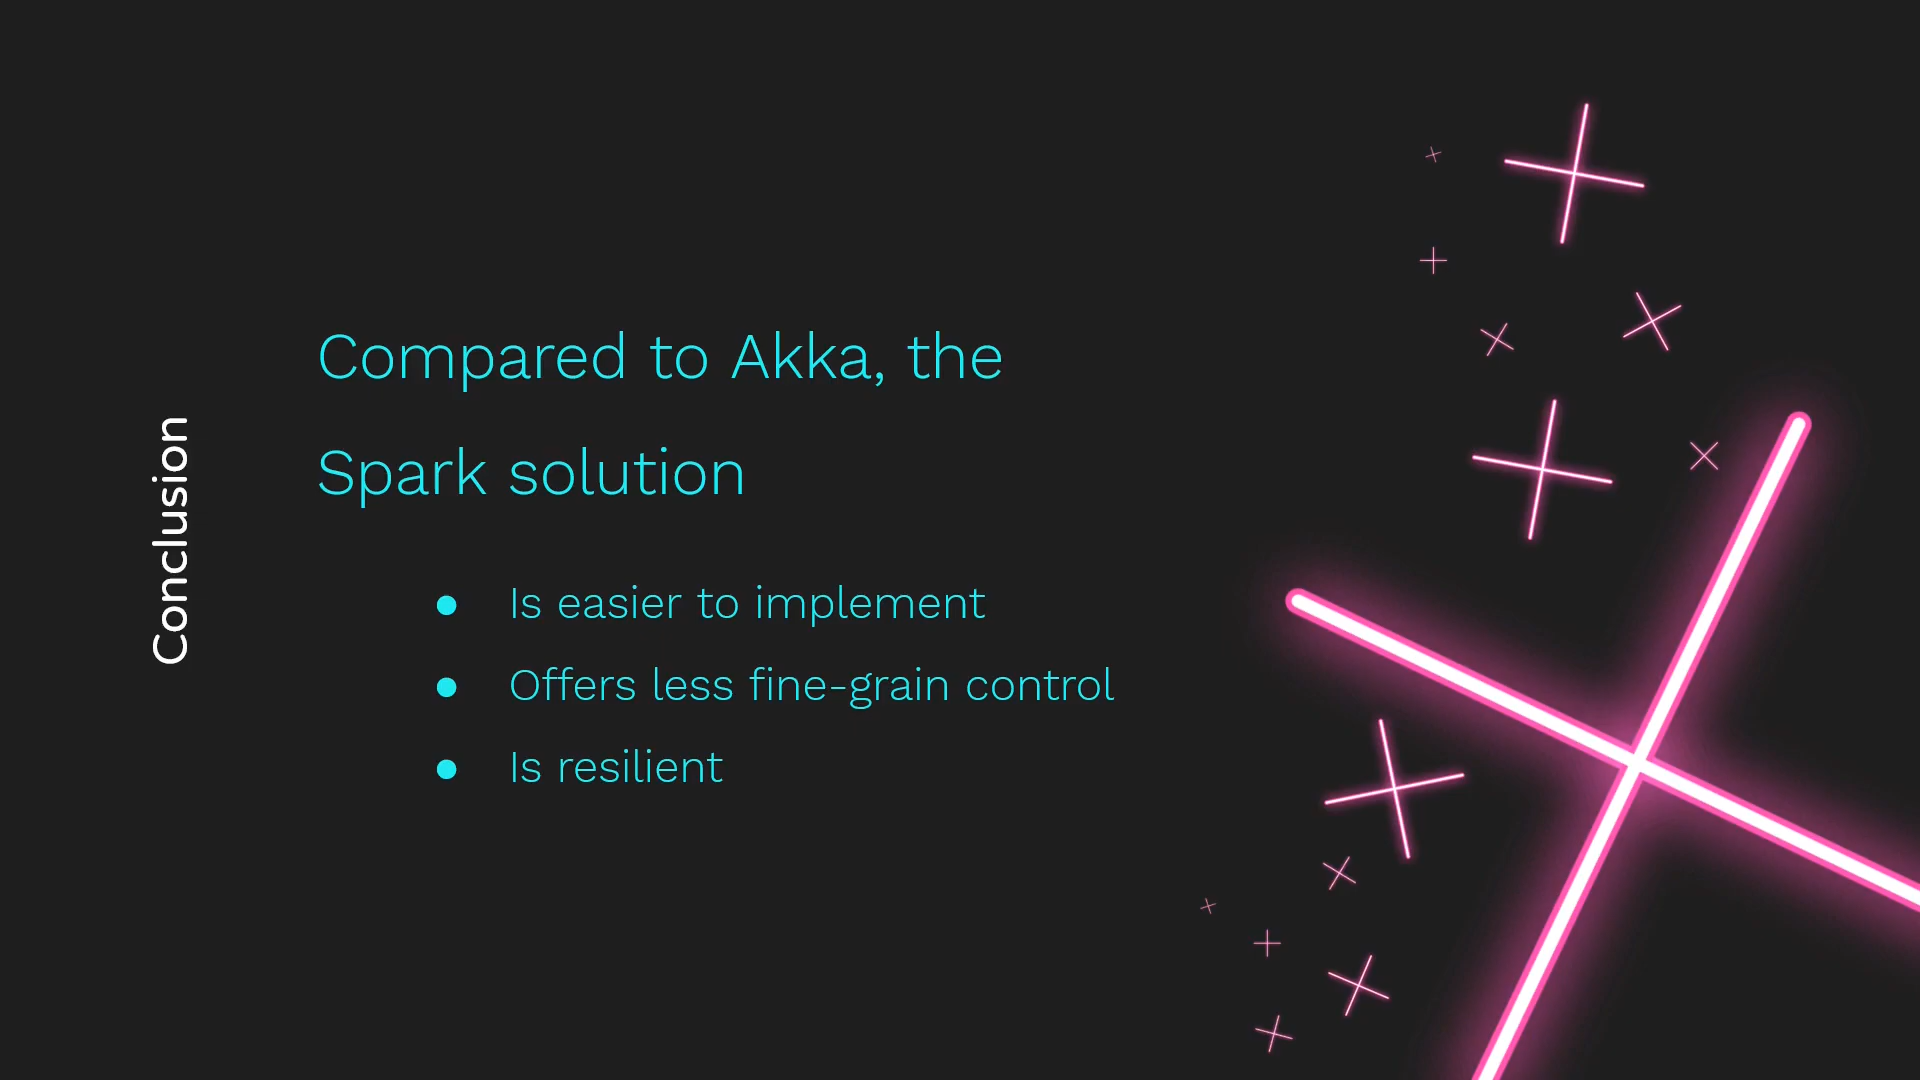 Conclusion
Compared to Akka, the
Spark solution
● Is easier to implement
● Offers less fine-grain control
● Is resilient